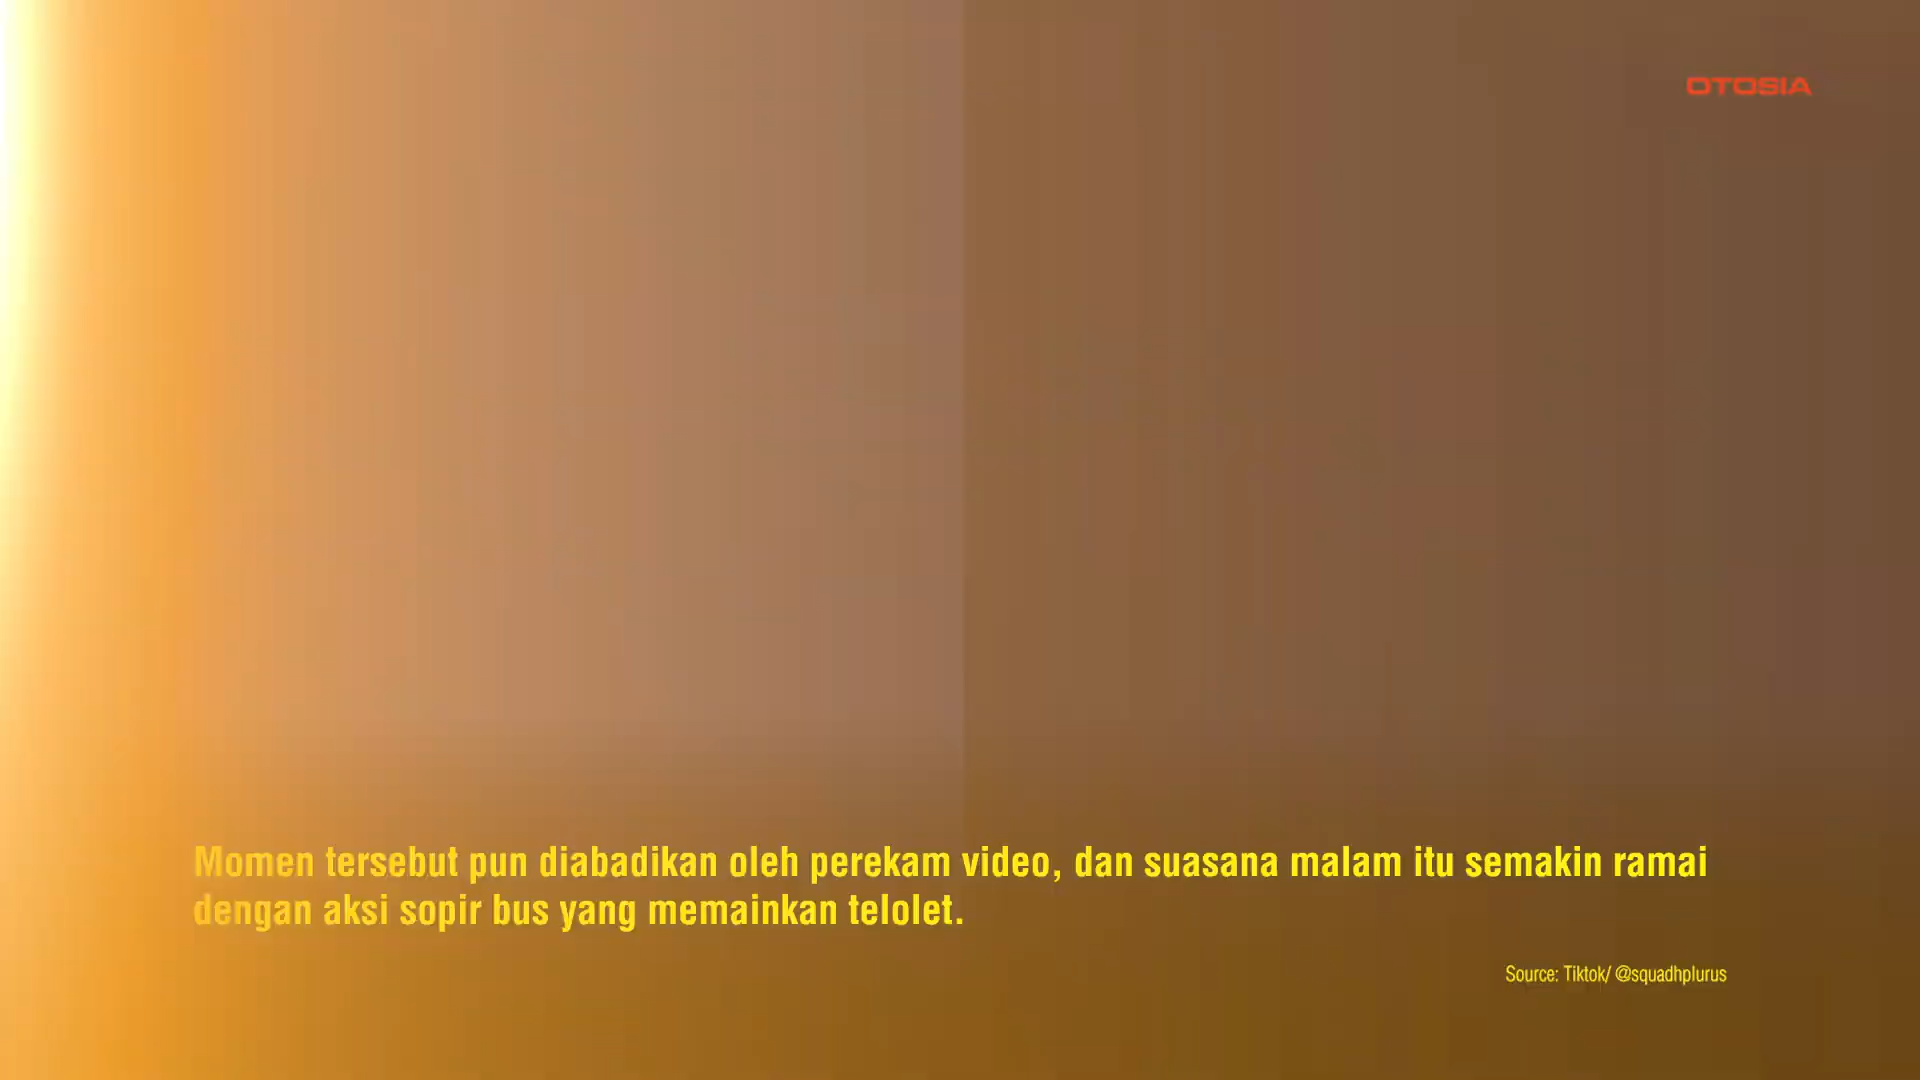 OTOSIA
Momen tersebut pun diabadikan oleh perekam video, dan suasana malam itu semakin ramai
dengan aksi sopir bus yang memainkan telolet.
Source: Tiktok/ @squadhplurus